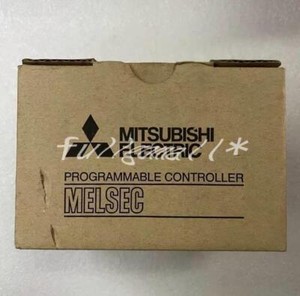 MITSUBISHI
ELECTRIC
PROGRAMMABLE CONTROLLER
MELSEC